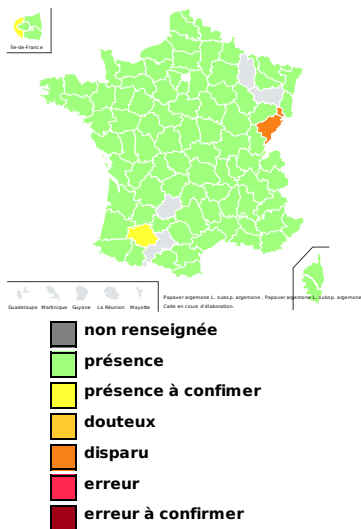 Île-de-France
Guadeloupe Martinique Guyane La Réunion Mayotte
Papaver argemone L. subsp. argemone , Papaver argemone L. subsp. argemone
Carte en cours d'élaboration.
non renseignée
présence
présence à confimer
douteux
disparu
erreur
erreur à confirmer